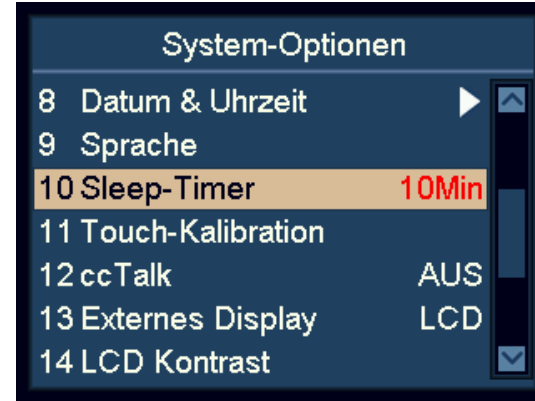 System-Optionen
8 Datum & Uhrzeit
9 Sprache
10 Sleep-Timer 10Min
11 Touch-Kalibration
12 ccTalk AUS
13 Externes Display LCD
14 LCD Kontrast